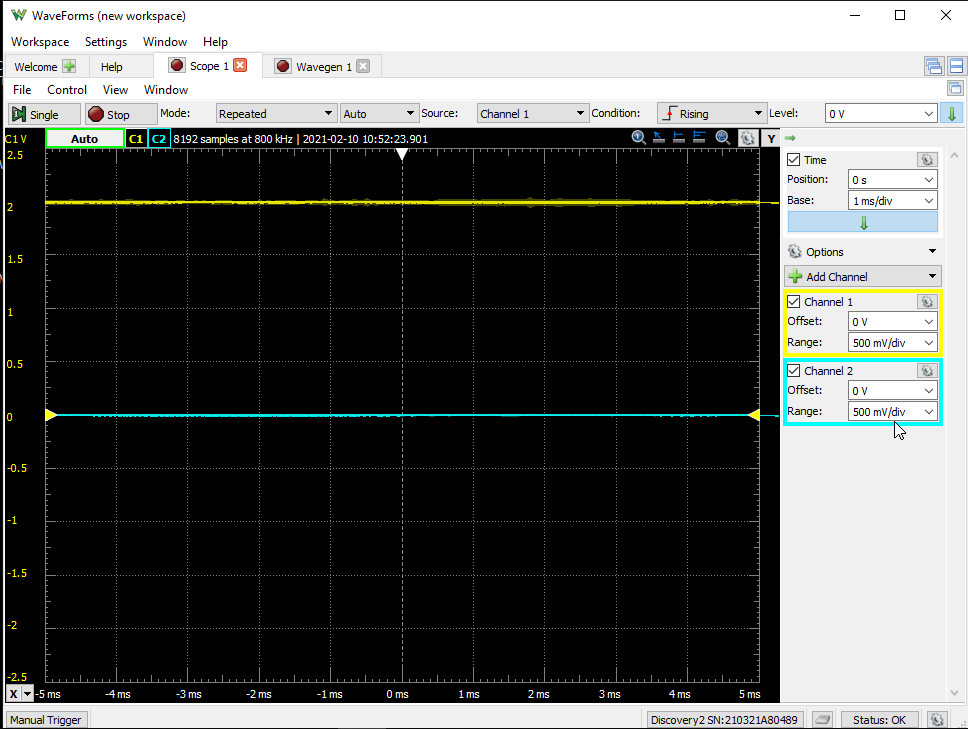 WaveForms (new workspace)
Workspace Settings Window Help
Welcome Help Scope 1 Wavegen 1
File Control View Window
Single Stop Mode: Repeated Auto Source: Channel 1 Condition: Rising Level: 0 V
C1 V Auto C1 C2 8192 samples at 800 kHz | 2021-02-10 10:52:23.901 Y
2.5
2
1.5
1
0.5
0
-0.5
-1
-1.5
-2
-2.5
X -5 ms -4 ms -3 ms -2 ms -1 ms 0 ms 1 ms 2 ms 3 ms 4 ms 5 ms
Time
Position: 0 s
Base: 1 ms/div
Options
Add Channel
Channel 1
Offset: 0 V
Range: 500 mV/div
Channel 2
Offset: 0 V
Range: 500 mV/div
Manual Trigger Discovery2 SN:210321A80489 Status: OK